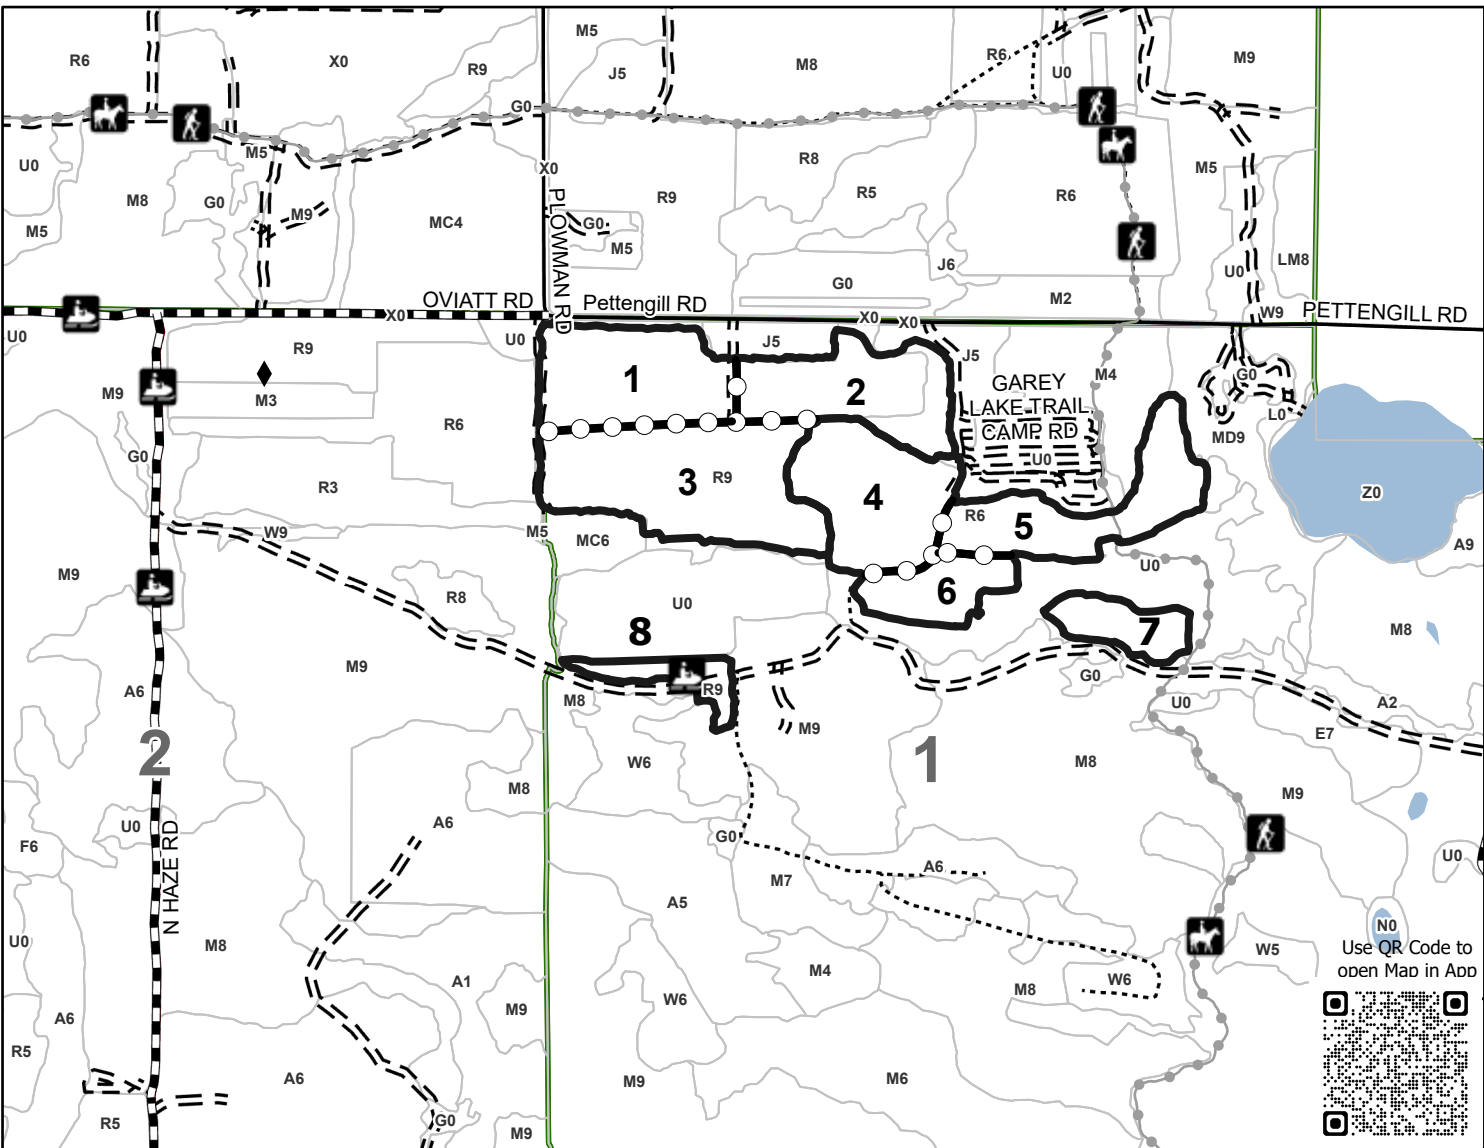 M5
R6
X0
R9
J5
M8
R6
U0
M9
G0
M5
U0
X0
R8
M5
M8
G0
M9
MC4
R9
R5
R6
G0
M5
M5
J6
U0
LM8
G0
M2
PLOWMAN RD
OVIATT RD
Pettengill RD
X0
X0
X0
W9
PETTENGILL RD
U0
U0
J5
J5
R9
M9
M3
1
2
M4
G0
GAREY
LAKE TRAIL
CAMP RD
L0
R6
MD9
G0
U0
R3
3
R9
4
Z0
R6
5
W9
M5
MC6
A9
M9
U0
R8
U0
6
8
7
M8
M9
A6
M8
R9
G0
U0
A2
M9
E7
2
1
W6
M8
M8
M9
U0
A6
G0
F6
N HAZE RD
U0
A6
M7
A5
N0
U0
M8
W5
Use QR Code to
open Map in App
M4
W6
A1
M8
W6
M9
A6
R5
A6
M9
M6
R5
G0
M9